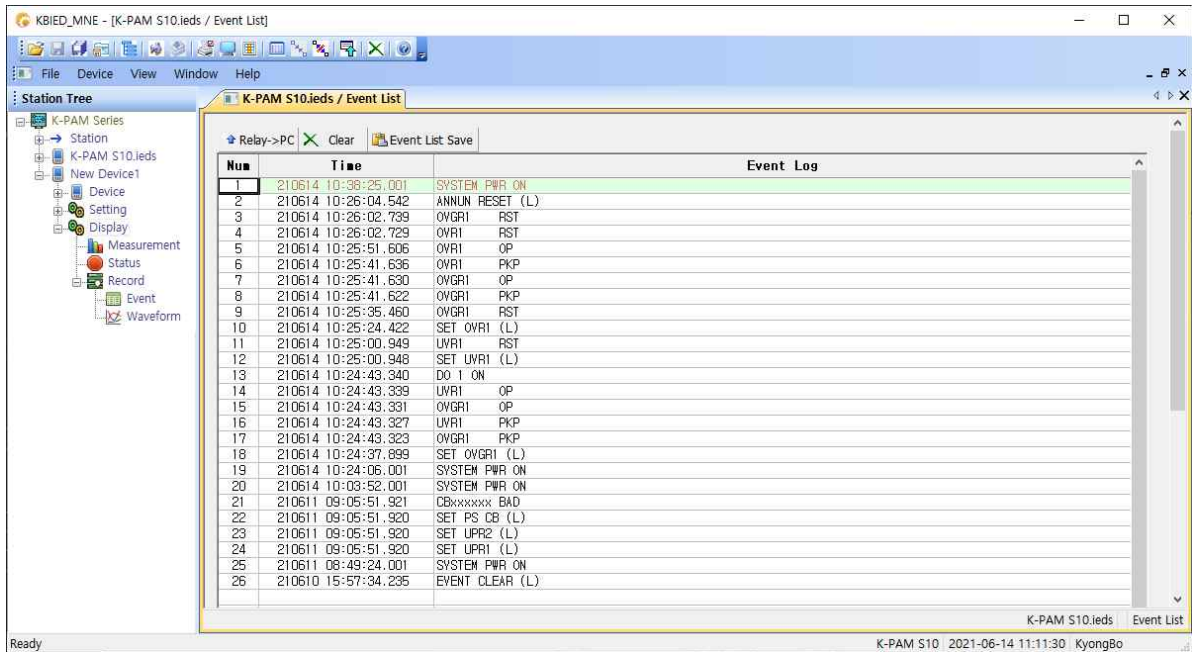 KBIED_MNE - [K-PAM S10.ieds / Event List]
File Device View Window Help
Station Tree
K-PAM S10.ieds / Event List
K-PAM Series
Station
K-PAM S10.ieds
New Device1
Device
Setting
Display
Measurement
Status
Record
Event
Waveform
Relay->PC Clear Event List Save
Num Time Event Log
1 210614 10:38:25.001 SYSTEM PWR ON
2 210614 10:26:04.542 ANNUN RESET (L)
3 210614 10:26:02.739 OVGR1 RST
4 210614 10:26:02.729 OVR1 RST
5 210614 10:25:51.606 OVR1 OP
6 210614 10:25:41.636 OVR1 PKP
7 210614 10:25:41.630 OVGR1 OP
8 210614 10:25:41.622 OVGR1 PKP
9 210614 10:25:35.460 OVGR1 RST
10 210614 10:25:24.422 SET OVR1 (L)
11 210614 10:25:00.949 UVR1 RST
12 210614 10:25:00.948 SET UVR1 (L)
13 210614 10:24:43.340 DO 1 ON
14 210614 10:24:43.339 UVR1 OP
15 210614 10:24:43.331 OVGR1 OP
16 210614 10:24:43.327 UVR1 PKP
17 210614 10:24:43.323 OVGR1 PKP
18 210614 10:24:37.899 SET OVGR1 (L)
19 210614 10:24:06.001 SYSTEM PWR ON
20 210614 10:03:52.001 SYSTEM PWR ON
21 210611 09:05:51.921 CBxxxxxx BAD
22 210611 09:05:51.920 SET PS CB (L)
23 210611 09:05:51.920 SET UPR2 (L)
24 210611 09:05:51.920 SET UPR1 (L)
25 210611 08:49:24.001 SYSTEM PWR ON
26 210610 15:57:34.235 EVENT CLEAR (L)
K-PAM S10.ieds Event List
Ready K-PAM S10 2021-06-14 11:11:30 KyongBo